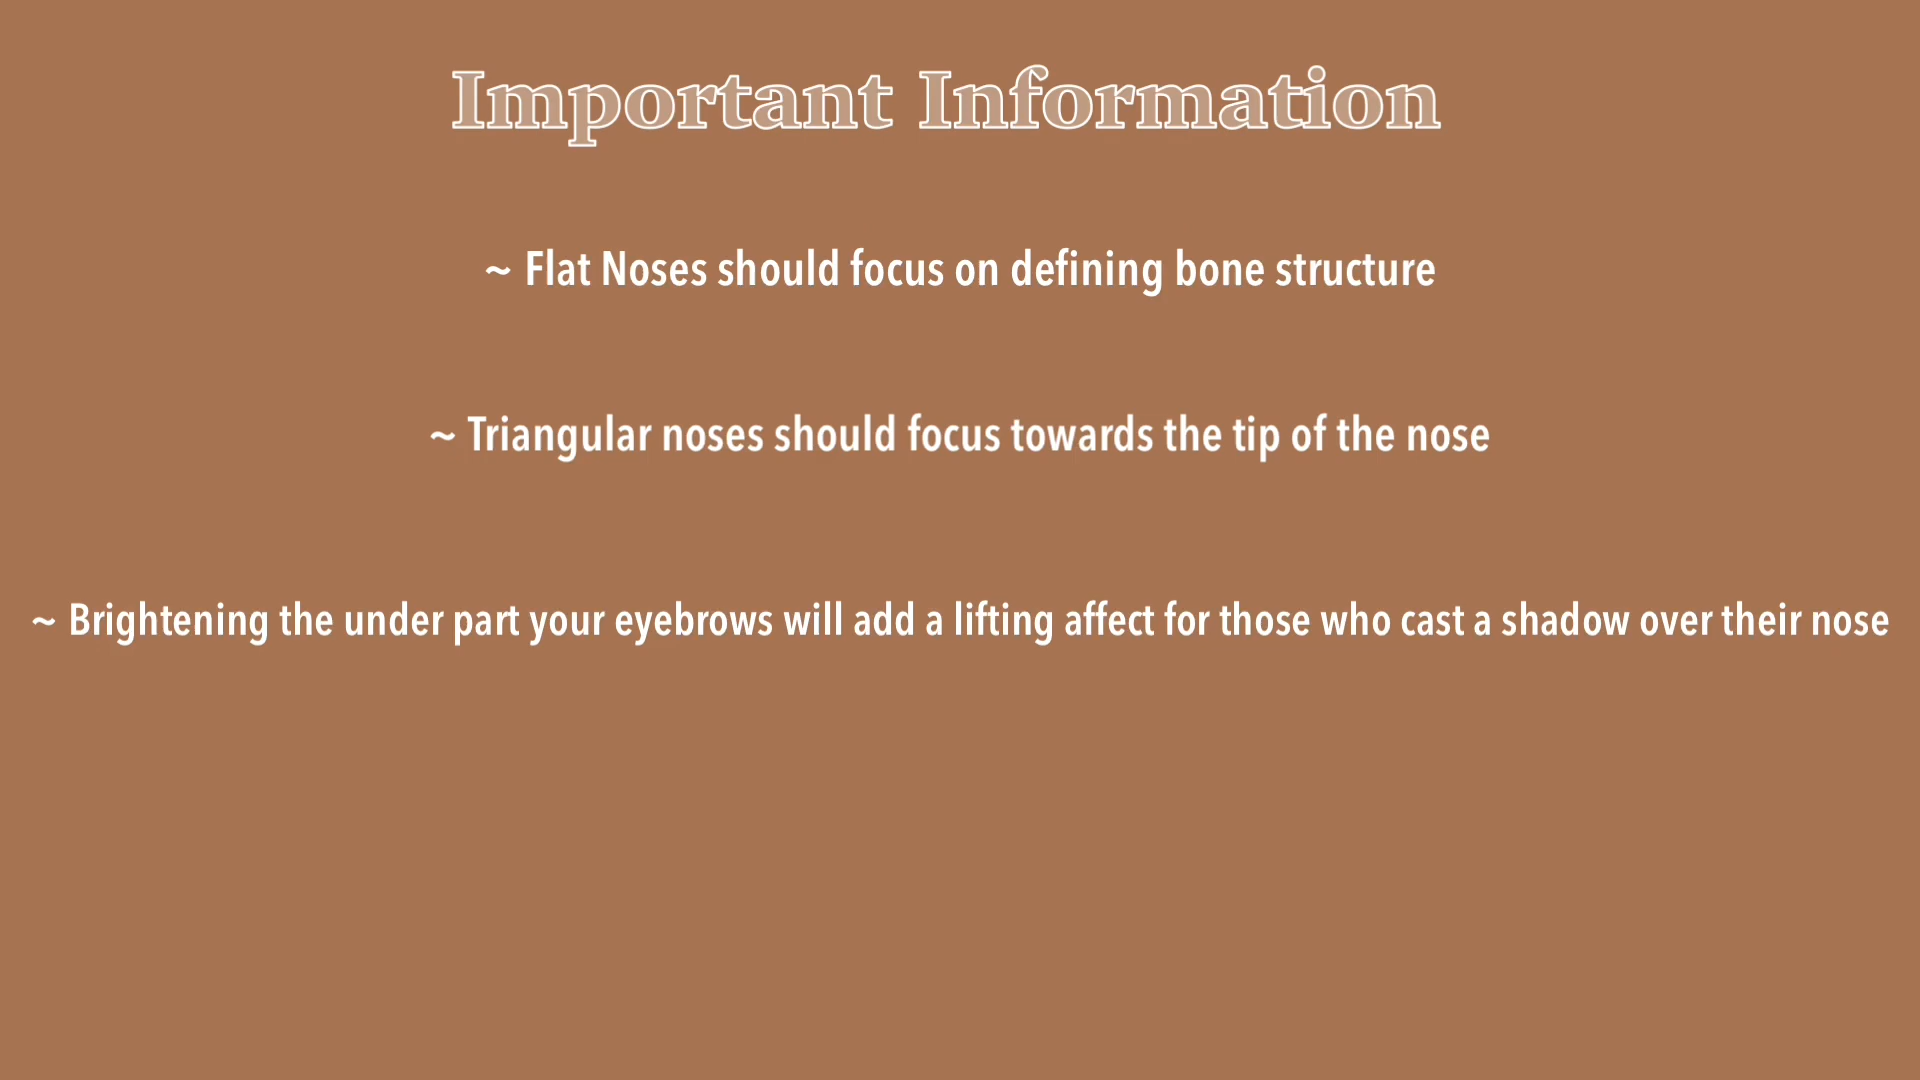 Important Information
~ Flat Noses should focus on defining bone structure
~ Triangular noses should focus towards the tip of the nose
~ Brightening the under part your eyebrows will add a lifting affect for those who cast a shadow over their nose